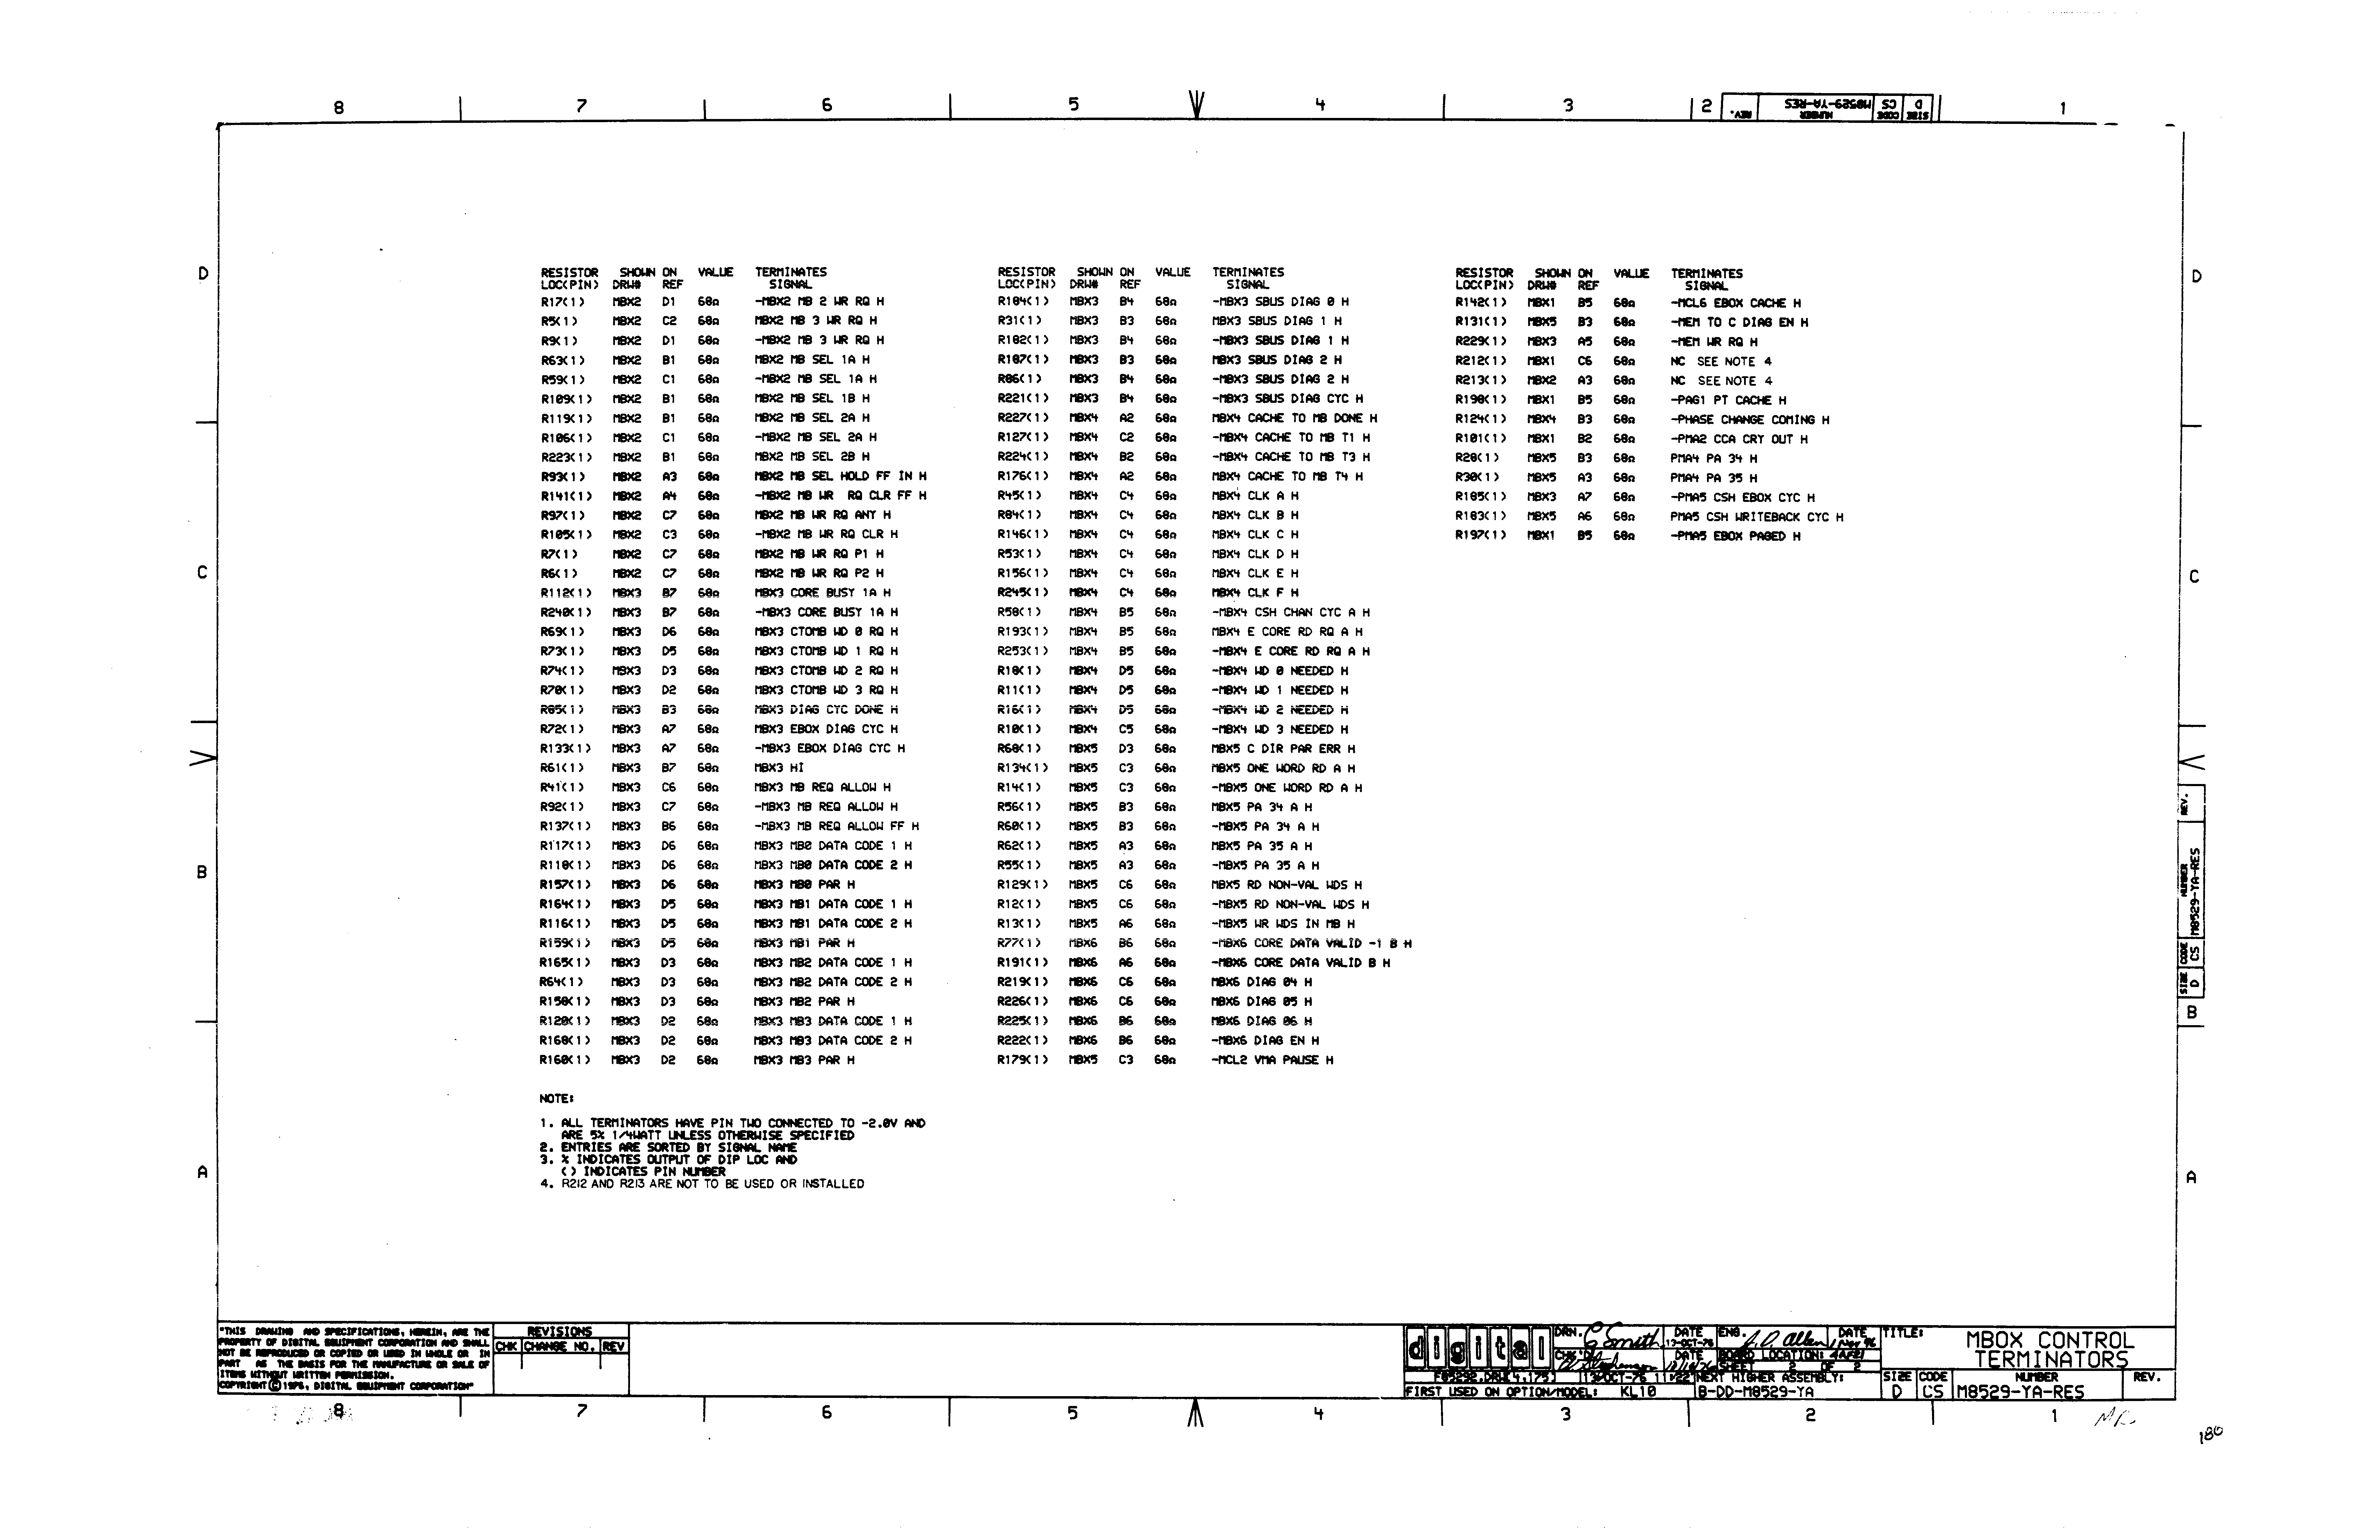 8 7 6 5 4 3 2 1
REV. NUMBER M8529-YA-RES CODE CS SIZE D
D D
RESISTOR SHOWN ON VALUE TERMINATES
LOC(PIN) DRW# REF SIGNAL
R17(1) MBX2 D1 68Ω -MBX2 MB 2 WR RQ H
R5(1) MBX2 C2 68Ω MBX2 MB 3 WR RQ H
R9(1) MBX2 D1 68Ω -MBX2 MB 3 WR RQ H
R63(1) MBX2 B1 68Ω MBX2 MB SEL 1A H
R59(1) MBX2 C1 68Ω -MBX2 MB SEL 1A H
R109(1) MBX2 B1 68Ω MBX2 MB SEL 1B H
R119(1) MBX2 B1 68Ω MBX2 MB SEL 2A H
R106(1) MBX2 C1 68Ω -MBX2 MB SEL 2A H
R223(1) MBX2 B1 68Ω MBX2 MB SEL 2B H
R93(1) MBX2 A3 68Ω MBX2 MB SEL HOLD FF IN H
R141(1) MBX2 A4 68Ω -MBX2 MB WR RQ CLR FF H
R97(1) MBX2 C7 68Ω MBX2 MB WR RQ ANY H
R105(1) MBX2 C3 68Ω -MBX2 MB WR RQ CLR H
R7(1) MBX2 C7 68Ω MBX2 MB WR RQ P1 H
R6(1) MBX2 C7 68Ω MBX2 MB WR RQ P2 H
R112(1) MBX3 B7 68Ω MBX3 CORE BUSY 1A H
R240(1) MBX3 B7 68Ω -MBX3 CORE BUSY 1A H
R69(1) MBX3 D6 68Ω MBX3 CTOMB WD 0 RQ H
R73(1) MBX3 D5 68Ω MBX3 CTOMB WD 1 RQ H
R74(1) MBX3 D3 68Ω MBX3 CTOMB WD 2 RQ H
R70(1) MBX3 D2 68Ω MBX3 CTOMB WD 3 RQ H
R85(1) MBX3 B3 68Ω MBX3 DIAG CYC DONE H
R72(1) MBX3 A7 68Ω MBX3 EBOX DIAG CYC H
R133(1) MBX3 A7 68Ω -MBX3 EBOX DIAG CYC H
R61(1) MBX3 B7 68Ω MBX3 HI
R41(1) MBX3 C6 68Ω MBX3 MB REQ ALLOW H
R92(1) MBX3 C7 68Ω -MBX3 MB REQ ALLOW H
R137(1) MBX3 B6 68Ω -MBX3 MB REQ ALLOW FF H
R117(1) MBX3 D6 68Ω MBX3 MB0 DATA CODE 1 H
R118(1) MBX3 D6 68Ω MBX3 MB0 DATA CODE 2 H
R157(1) MBX3 D6 68Ω MBX3 MB0 PAR H
R164(1) MBX3 D5 68Ω MBX3 MB1 DATA CODE 1 H
R116(1) MBX3 D5 68Ω MBX3 MB1 DATA CODE 2 H
R159(1) MBX3 D5 68Ω MBX3 MB1 PAR H
R165(1) MBX3 D3 68Ω MBX3 MB2 DATA CODE 1 H
R64(1) MBX3 D3 68Ω MBX3 MB2 DATA CODE 2 H
R158(1) MBX3 D3 68Ω MBX3 MB2 PAR H
R120(1) MBX3 D2 68Ω MBX3 MB3 DATA CODE 1 H
R168(1) MBX3 D2 68Ω MBX3 MB3 DATA CODE 2 H
R160(1) MBX3 D2 68Ω MBX3 MB3 PAR H
RESISTOR SHOWN ON VALUE TERMINATES
LOC(PIN) DRW# REF SIGNAL
R184(1) MBX3 B4 68Ω -MBX3 SBUS DIAG 0 H
R31(1) MBX3 B3 68Ω MBX3 SBUS DIAG 1 H
R182(1) MBX3 B4 68Ω -MBX3 SBUS DIAG 1 H
R187(1) MBX3 B3 68Ω MBX3 SBUS DIAG 2 H
R86(1) MBX3 B4 68Ω -MBX3 SBUS DIAG 2 H
R221(1) MBX3 B4 68Ω -MBX3 SBUS DIAG CYC H
R227(1) MBX4 A2 68Ω MBX4 CACHE TO MB DONE H
R127(1) MBX4 C2 68Ω -MBX4 CACHE TO MB T1 H
R224(1) MBX4 B2 68Ω -MBX4 CACHE TO MB T3 H
R176(1) MBX4 A2 68Ω MBX4 CACHE TO MB T4 H
R45(1) MBX4 C4 68Ω MBX4 CLK A H
R84(1) MBX4 C4 68Ω MBX4 CLK B H
R146(1) MBX4 C4 68Ω MBX4 CLK C H
R53(1) MBX4 C4 68Ω MBX4 CLK D H
R156(1) MBX4 C4 68Ω MBX4 CLK E H
R245(1) MBX4 C4 68Ω MBX4 CLK F H
R58(1) MBX4 B5 68Ω -MBX4 CSH CHAN CYC A H
R193(1) MBX4 B5 68Ω MBX4 E CORE RD RQ A H
R253(1) MBX4 B5 68Ω -MBX4 E CORE RD RQ A H
R18(1) MBX4 D5 68Ω -MBX4 WD 0 NEEDED H
R11(1) MBX4 D5 68Ω -MBX4 WD 1 NEEDED H
R16(1) MBX4 D5 68Ω -MBX4 WD 2 NEEDED H
R10(1) MBX4 C5 68Ω -MBX4 WD 3 NEEDED H
R68(1) MBX5 D3 68Ω MBX5 C DIR PAR ERR H
R134(1) MBX5 C3 68Ω MBX5 ONE WORD RD A H
R14(1) MBX5 C3 68Ω -MBX5 ONE WORD RD A H
R56(1) MBX5 B3 68Ω MBX5 PA 34 A H
R60(1) MBX5 B3 68Ω -MBX5 PA 34 A H
R62(1) MBX5 A3 68Ω MBX5 PA 35 A H
R55(1) MBX5 A3 68Ω -MBX5 PA 35 A H
R129(1) MBX5 C6 68Ω MBX5 RD NON-VAL WDS H
R12(1) MBX5 C6 68Ω -MBX5 RD NON-VAL WDS H
R13(1) MBX5 A6 68Ω -MBX5 WR WDS IN MB H
R77(1) MBX6 B6 68Ω -MBX6 CORE DATA VALID -1 B H
R191(1) MBX6 A6 68Ω -MBX6 CORE DATA VALID B H
R219(1) MBX6 C6 68Ω MBX6 DIAG 04 H
R226(1) MBX6 C6 68Ω MBX6 DIAG 05 H
R225(1) MBX6 B6 68Ω MBX6 DIAG 06 H
R222(1) MBX6 B6 68Ω -MBX6 DIAG EN H
R179(1) MBX5 C3 68Ω -MCL2 VMA PAUSE H
RESISTOR SHOWN ON VALUE TERMINATES
LOC(PIN) DRW# REF SIGNAL
R142(1) MBX1 B5 68Ω -MCL6 EBOX CACHE H
R131(1) MBX5 B3 68Ω -MEM TO C DIAG EN H
R229(1) MBX3 A5 68Ω -MEM WR RQ H
R212(1) MBX1 C6 68Ω NC SEE NOTE 4
R213(1) MBX2 A3 68Ω NC SEE NOTE 4
R198(1) MBX1 B5 68Ω -PAG1 PT CACHE H
R124(1) MBX4 B3 68Ω -PHASE CHANGE COMING H
R101(1) MBX1 B2 68Ω -PMA2 CCA CRY OUT H
R28(1) MBX5 B3 68Ω PMA4 PA 34 H
R30(1) MBX5 A3 68Ω PMA4 PA 35 H
R185(1) MBX3 A7 68Ω -PMA5 CSH EBOX CYC H
R183(1) MBX5 A6 68Ω PMA5 CSH WRITEBACK CYC H
R197(1) MBX1 B5 68Ω -PMA5 EBOX PAGED H
C C
B B
A A
REV.
NUMBER
M8529-YA-RES
CODE CS
SIZE D
NOTE:
1. ALL TERMINATORS HAVE PIN TWO CONNECTED TO -2.0V AND
ARE 5% 1/4WATT UNLESS OTHERWISE SPECIFIED
2. ENTRIES ARE SORTED BY SIGNAL NAME
3. % INDICATES OUTPUT OF DIP LOC AND
() INDICATES PIN NUMBER
4. R212 AND R213 ARE NOT TO BE USED OR INSTALLED
"THIS DRAWING AND SPECIFICATIONS, HEREIN, ARE THE
PROPERTY OF DIGITAL EQUIPMENT CORPORATION AND SHALL
NOT BE REPRODUCED OR COPIED OR USED IN WHOLE OR IN
PART AS THE BASIS FOR THE MANUFACTURE OR SALE OF
ITEMS WITHOUT WRITTEN PERMISSION.
COPYRIGHT © 1976, DIGITAL EQUIPMENT CORPORATION"
REVISIONS
CHK CHANGE NO. REV
digital
DRN. C Smith DATE 13-OCT-76 ENG. J. D. Allen DATE
CHK'D DATE BOARD LOCATION: 4AF21
SHEET 2 OF 2
13-OCT-76 11:22 NEXT HIGHER ASSEMBLY:
FIRST USED ON OPTION/MODEL: KL10 B-DD-M8529-YA
TITLE:
MBOX CONTROL
TERMINATORS
SIZE CODE NUMBER REV.
D CS M8529-YA-RES
8 7 6 5 4 3 2 1
180